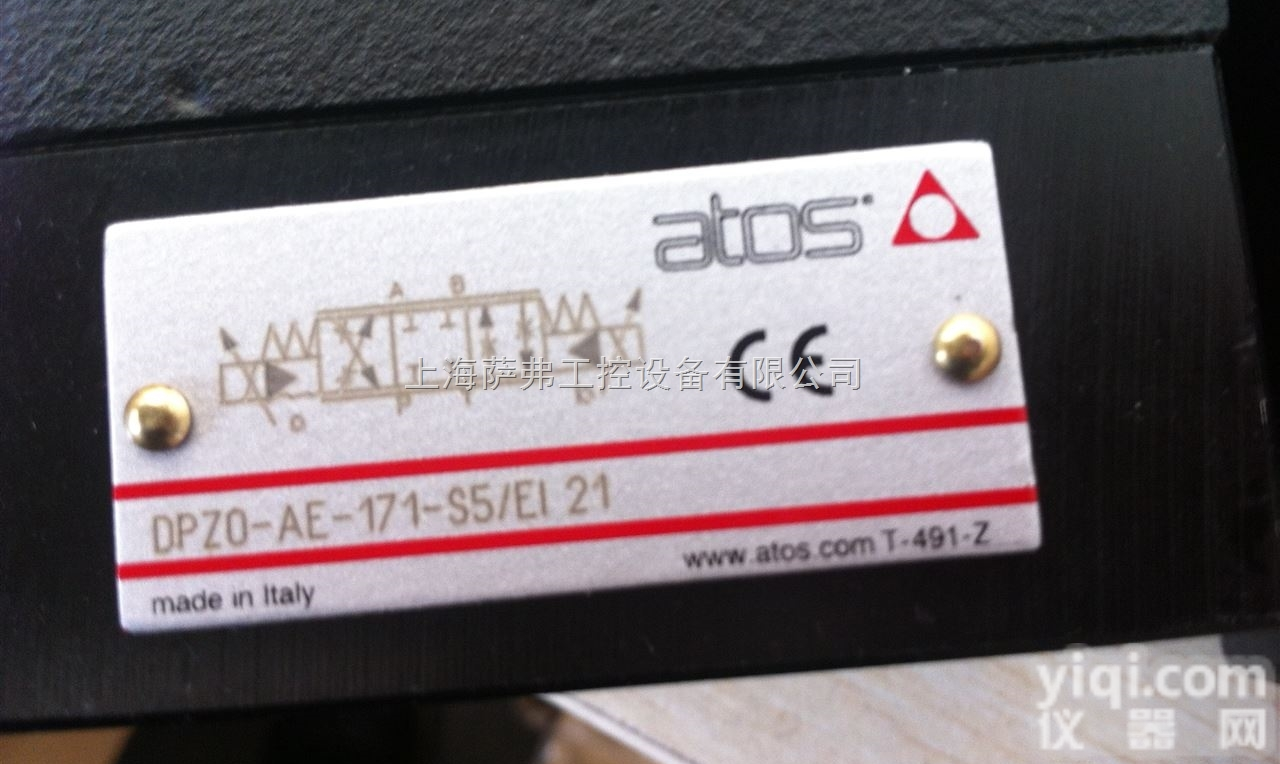 atos
A B
CE
上海萨弗工控设备有限公司
DPZO-AE-171-S5/EI 21
www.atos.com T-491-Z
made in Italy
yiqi.com
仪器网